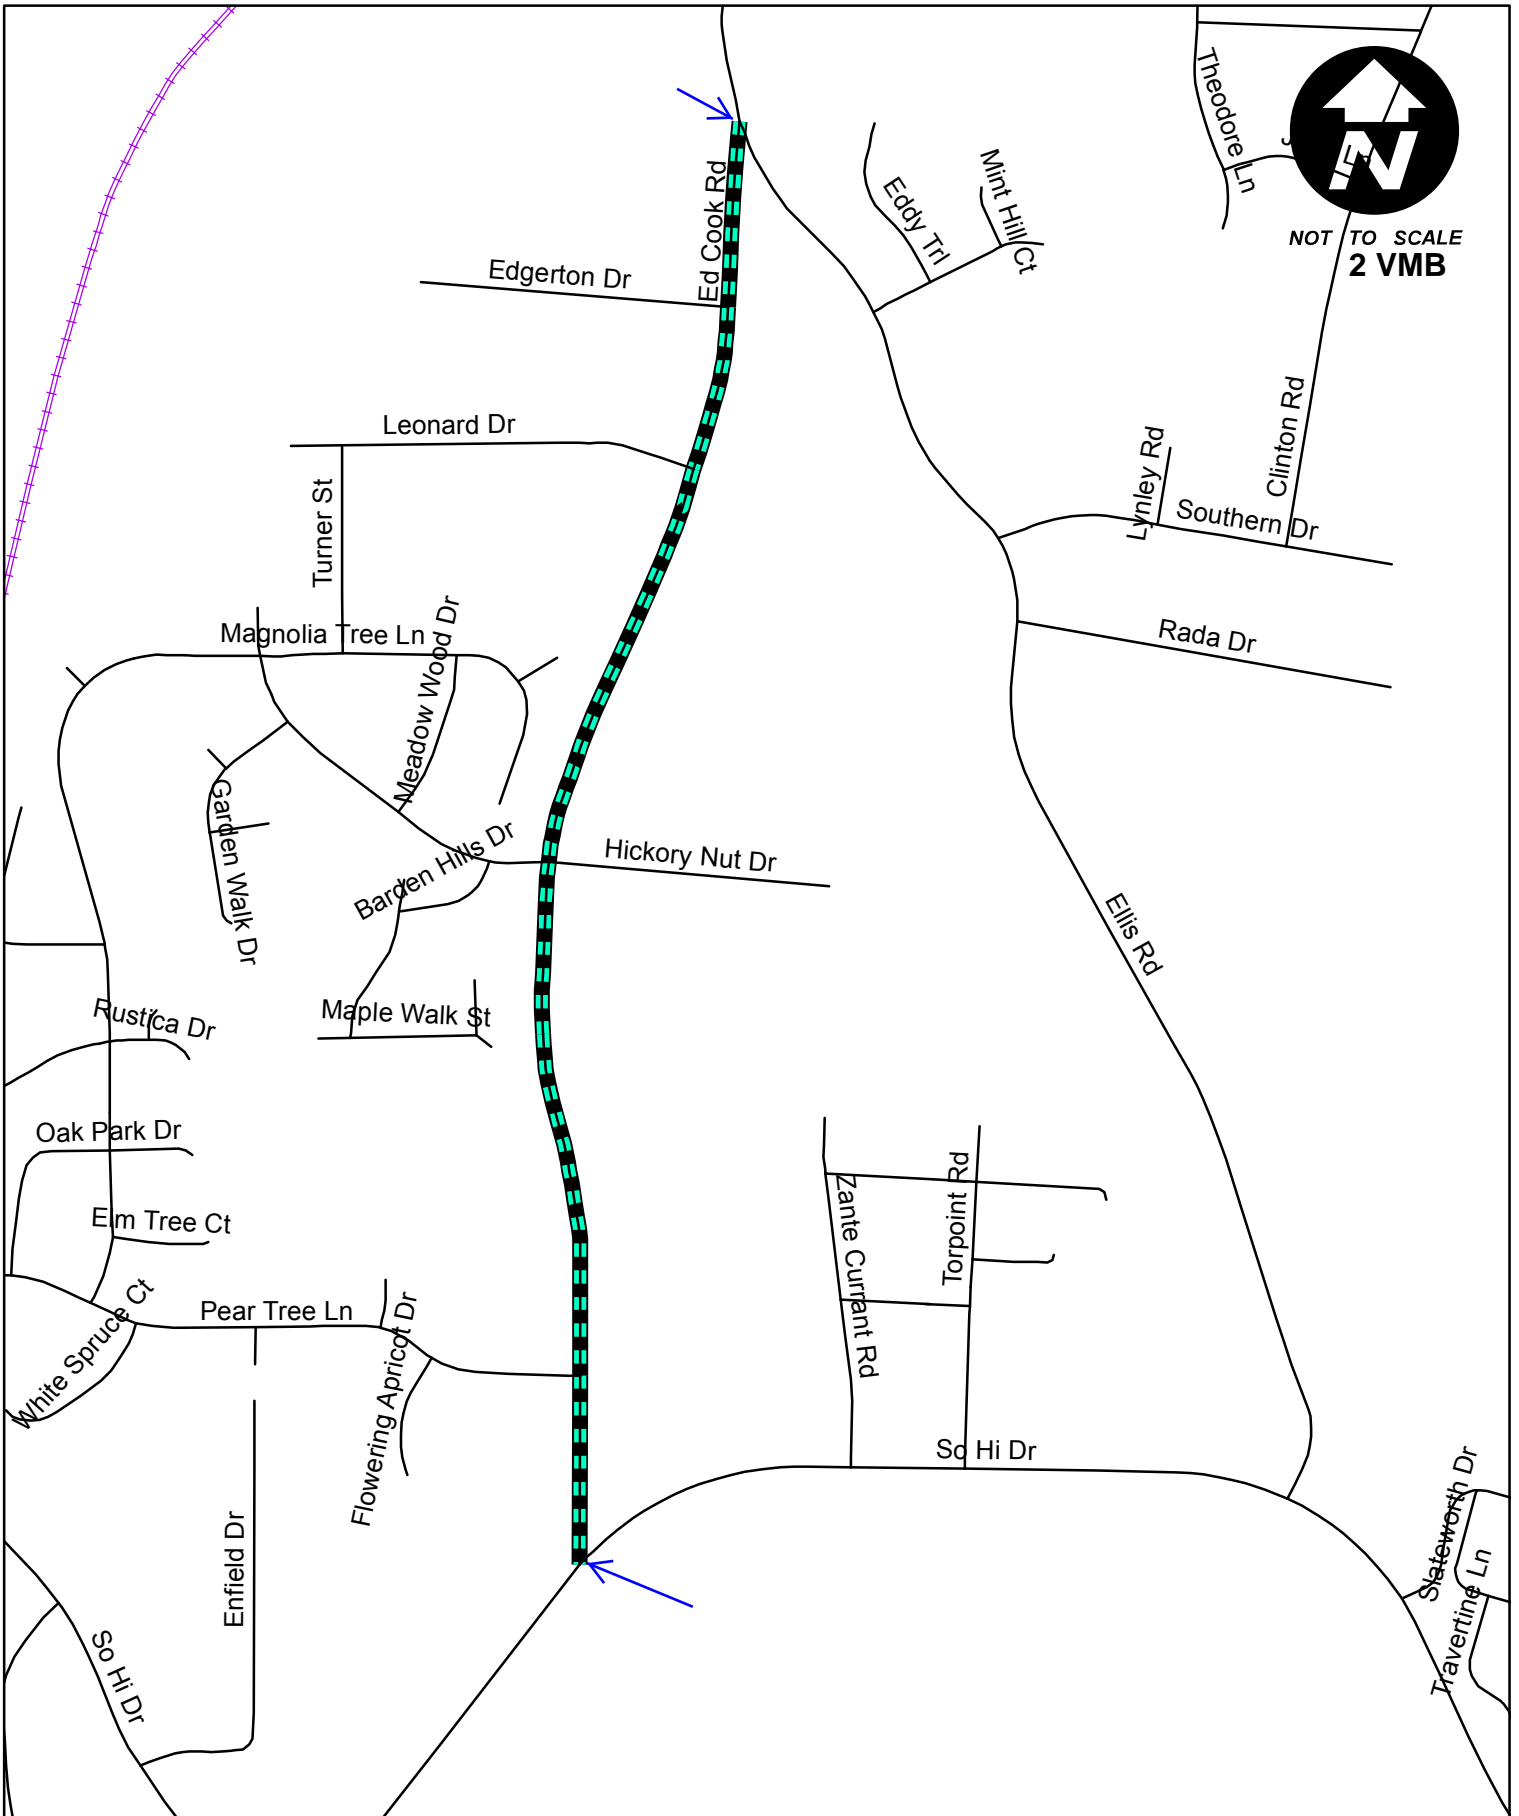 Theodore Ln
N
NOT TO SCALE
2 VMB
Ed Cook Rd
Eddy Trl
Mint Hill Ct
Edgerton Dr
Leonard Dr
Turner St
Clinton Rd
Lynley Rd
Southern Dr
Magnolia Tree Ln
Meadow Wood Dr
Rada Dr
Garden Walk Dr
Barden Hills Dr
Hickory Nut Dr
Ellis Rd
Rustica Dr
Maple Walk St
Oak Park Dr
Elm Tree Ct
Zante Currant Rd
Torpoint Rd
White Spruce Ct
Pear Tree Ln
Flowering Apricot Dr
So Hi Dr
Enfield Dr
Slateworth Dr
Travertine Ln
So Hi Dr